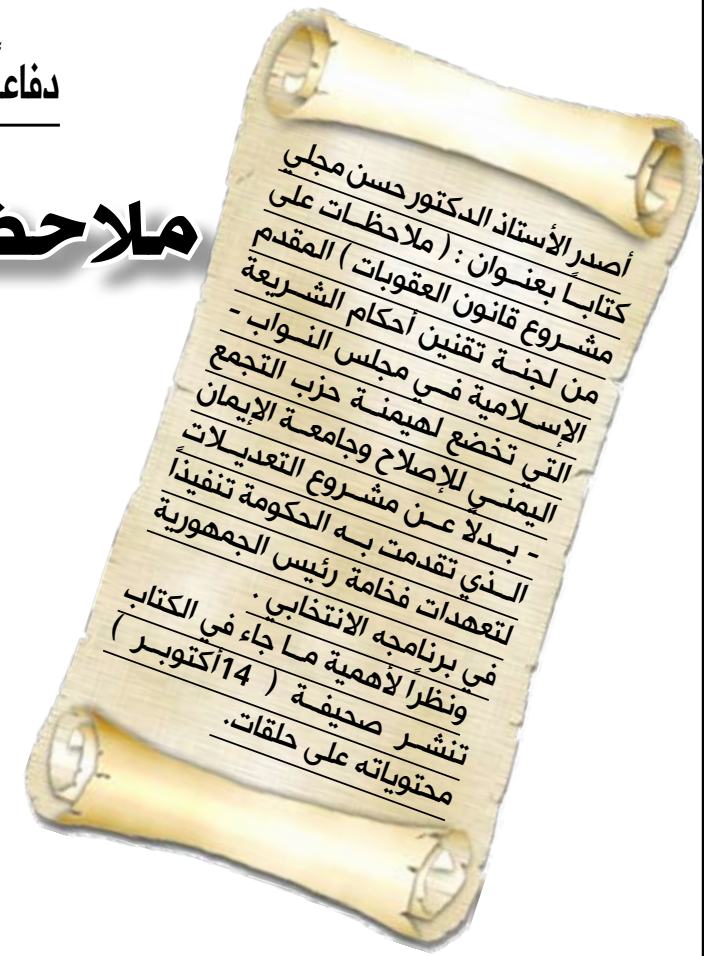 دفاعاً
أصدر الأستاذ الدكتور حسن مجلي
كتاباً بعنوان : ( ملاحظات على
مشروع قانون العقوبات ) المقدم
من لجنة تقنين أحكام الشريعة
الإسلامية في مجلس النواب -
التي تخضع لهيمنة حزب التجمع
اليمني للإصلاح وجامعة الإيمان
- بدلاً عن مشروع التعديلات
الذي تقدمت به الحكومة تنفيذاً
لتعهدات فخامة رئيس الجمهورية
في برنامجه الانتخابي .
ونظراً لأهمية ما جاء في الكتاب
تنشر صحيفة ( 14أكتوبر )
محتوياته على حلقات.